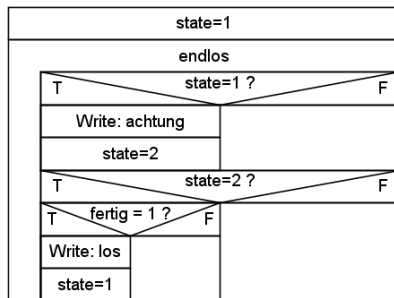 state=1
endlos
state=1 ?
T F
Write: achtung
state=2
state=2 ?
T F
fertig = 1 ?
T F
Write: los
state=1